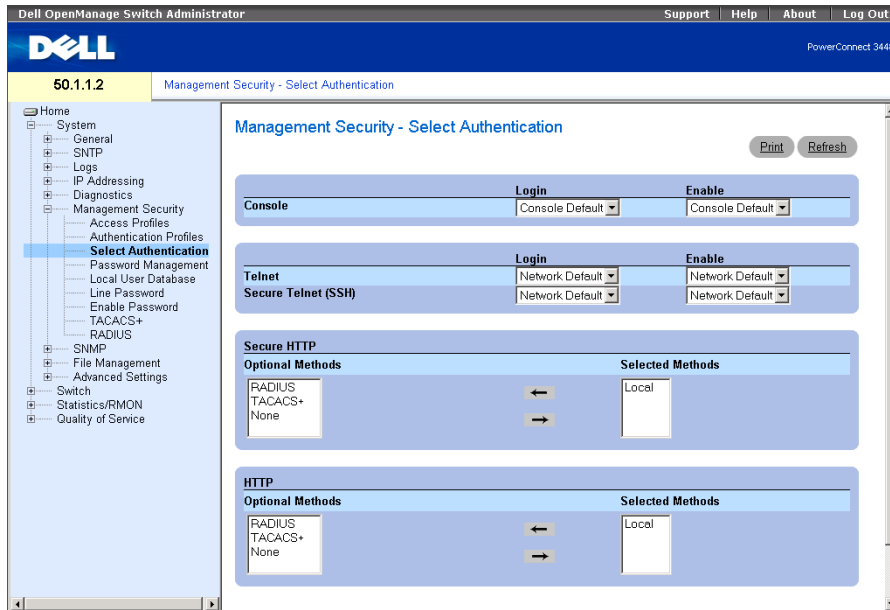 Dell OpenManage Switch Administrator
Support Help About Log Out
DELL
PowerConnect 3448
50.1.1.2
Management Security - Select Authentication
Home
System
General
SNTP
Logs
IP Addressing
Diagnostics
Management Security
Access Profiles
Authentication Profiles
Select Authentication
Password Management
Local User Database
Line Password
Enable Password
TACACS+
RADIUS
SNMP
File Management
Advanced Settings
Switch
Statistics/RMON
Quality of Service
Management Security - Select Authentication
Print Refresh
Login Enable
Console Console Default Console Default
Login Enable
Telnet Network Default Network Default
Secure Telnet (SSH) Network Default Network Default
Secure HTTP
Optional Methods Selected Methods
RADIUS Local
TACACS+
None
HTTP
Optional Methods Selected Methods
RADIUS Local
TACACS+
None